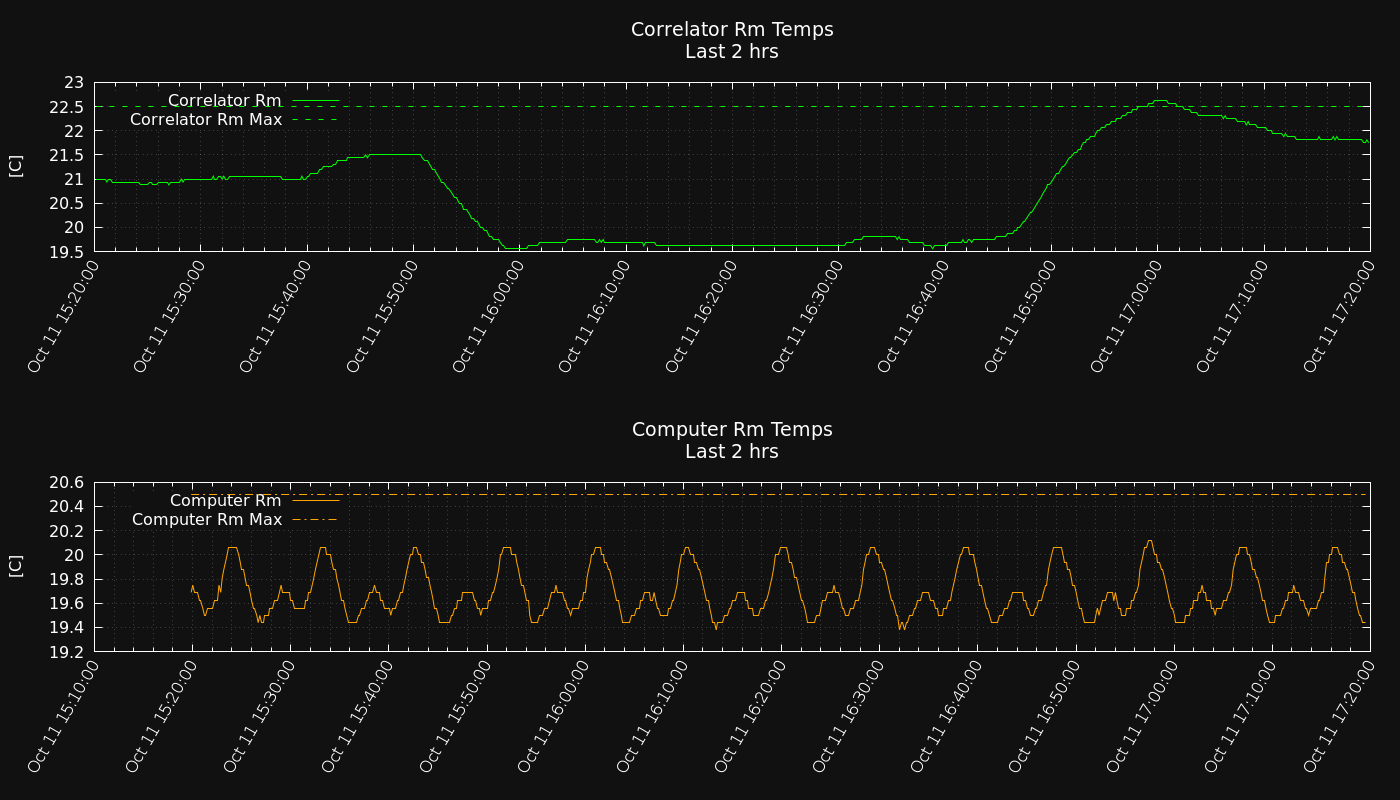 Correlator Rm Temps
Last 2 hrs
23
22.5
22
21.5
21
20.5
20
19.5
[C]
Correlator Rm
Correlator Rm Max
Oct 11 15:20:00
Oct 11 15:30:00
Oct 11 15:40:00
Oct 11 15:50:00
Oct 11 16:00:00
Oct 11 16:10:00
Oct 11 16:20:00
Oct 11 16:30:00
Oct 11 16:40:00
Oct 11 16:50:00
Oct 11 17:00:00
Oct 11 17:10:00
Oct 11 17:20:00
Computer Rm Temps
Last 2 hrs
20.6
20.4
20.2
20
19.8
19.6
19.4
19.2
[C]
Computer Rm
Computer Rm Max
Oct 11 15:10:00
Oct 11 15:20:00
Oct 11 15:30:00
Oct 11 15:40:00
Oct 11 15:50:00
Oct 11 16:00:00
Oct 11 16:10:00
Oct 11 16:20:00
Oct 11 16:30:00
Oct 11 16:40:00
Oct 11 16:50:00
Oct 11 17:00:00
Oct 11 17:10:00
Oct 11 17:20:00